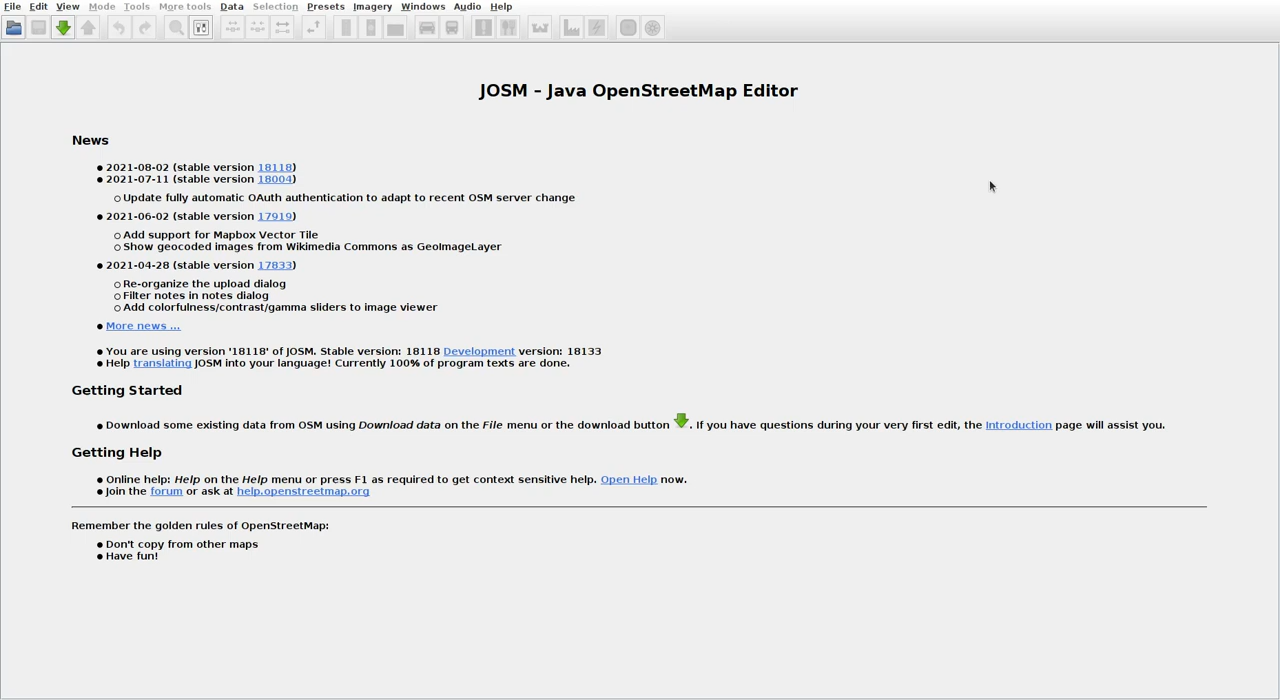 File Edit View Mode Tools More tools Data Selection Presets Imagery Windows Audio Help
JOSM – Java OpenStreetMap Editor
News
2021-08-02 (stable version 18118)
2021-07-11 (stable version 18004)
Update fully automatic OAuth authentication to adapt to recent OSM server change
2021-06-02 (stable version 17919)
Add support for Mapbox Vector Tile
Show geocoded images from Wikimedia Commons as GeoImageLayer
2021-04-28 (stable version 17833)
Re-organize the upload dialog
Filter notes in notes dialog
Add colorfulness/contrast/gamma sliders to image viewer
More news ...
You are using version '18118' of JOSM. Stable version: 18118 Development version: 18133
Help translating JOSM into your language! Currently 100% of program texts are done.
Getting Started
Download some existing data from OSM using Download data on the File menu or the download button . If you have questions during your very first edit, the Introduction page will assist you.
Getting Help
Online help: Help on the Help menu or press F1 as required to get context sensitive help. Open Help now.
Join the forum or ask at help.openstreetmap.org
Remember the golden rules of OpenStreetMap:
Don't copy from other maps
Have fun!